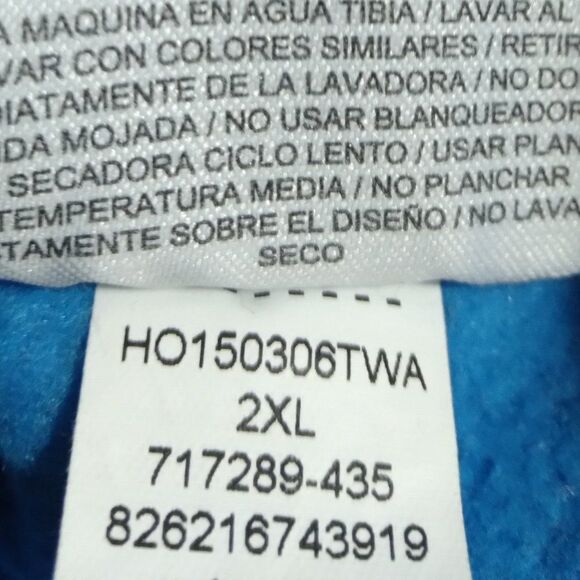 A MAQUINA EN AGUA TIBIA / LAVAR AL
VAR CON COLORES SIMILARES / RETIR
DIATAMENTE DE LA LAVADORA / NO DO
DA MOJADA / NO USAR BLANQUEADOR
SECADORA CICLO LENTO / USAR PLAN
TEMPERATURA MEDIA / NO PLANCHAR
TAMENTE SOBRE EL DISEÑO / NO LAVA
SECO
HO150306TWA
2XL
717289-435
826216743919